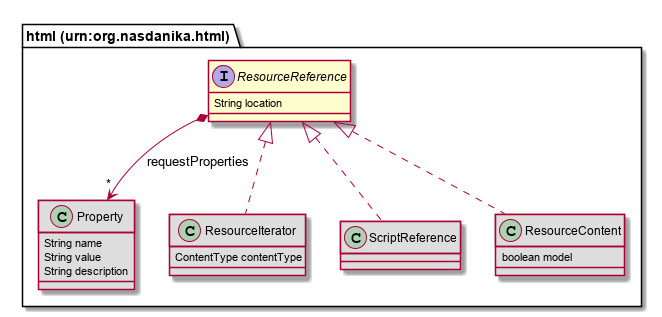 html (urn:org.nasdanika.html)
I ResourceReference
String location
requestProperties
*
C Property
String name
String value
String description
C ResourceIterator
ContentType contentType
C ScriptReference
C ResourceContent
boolean model